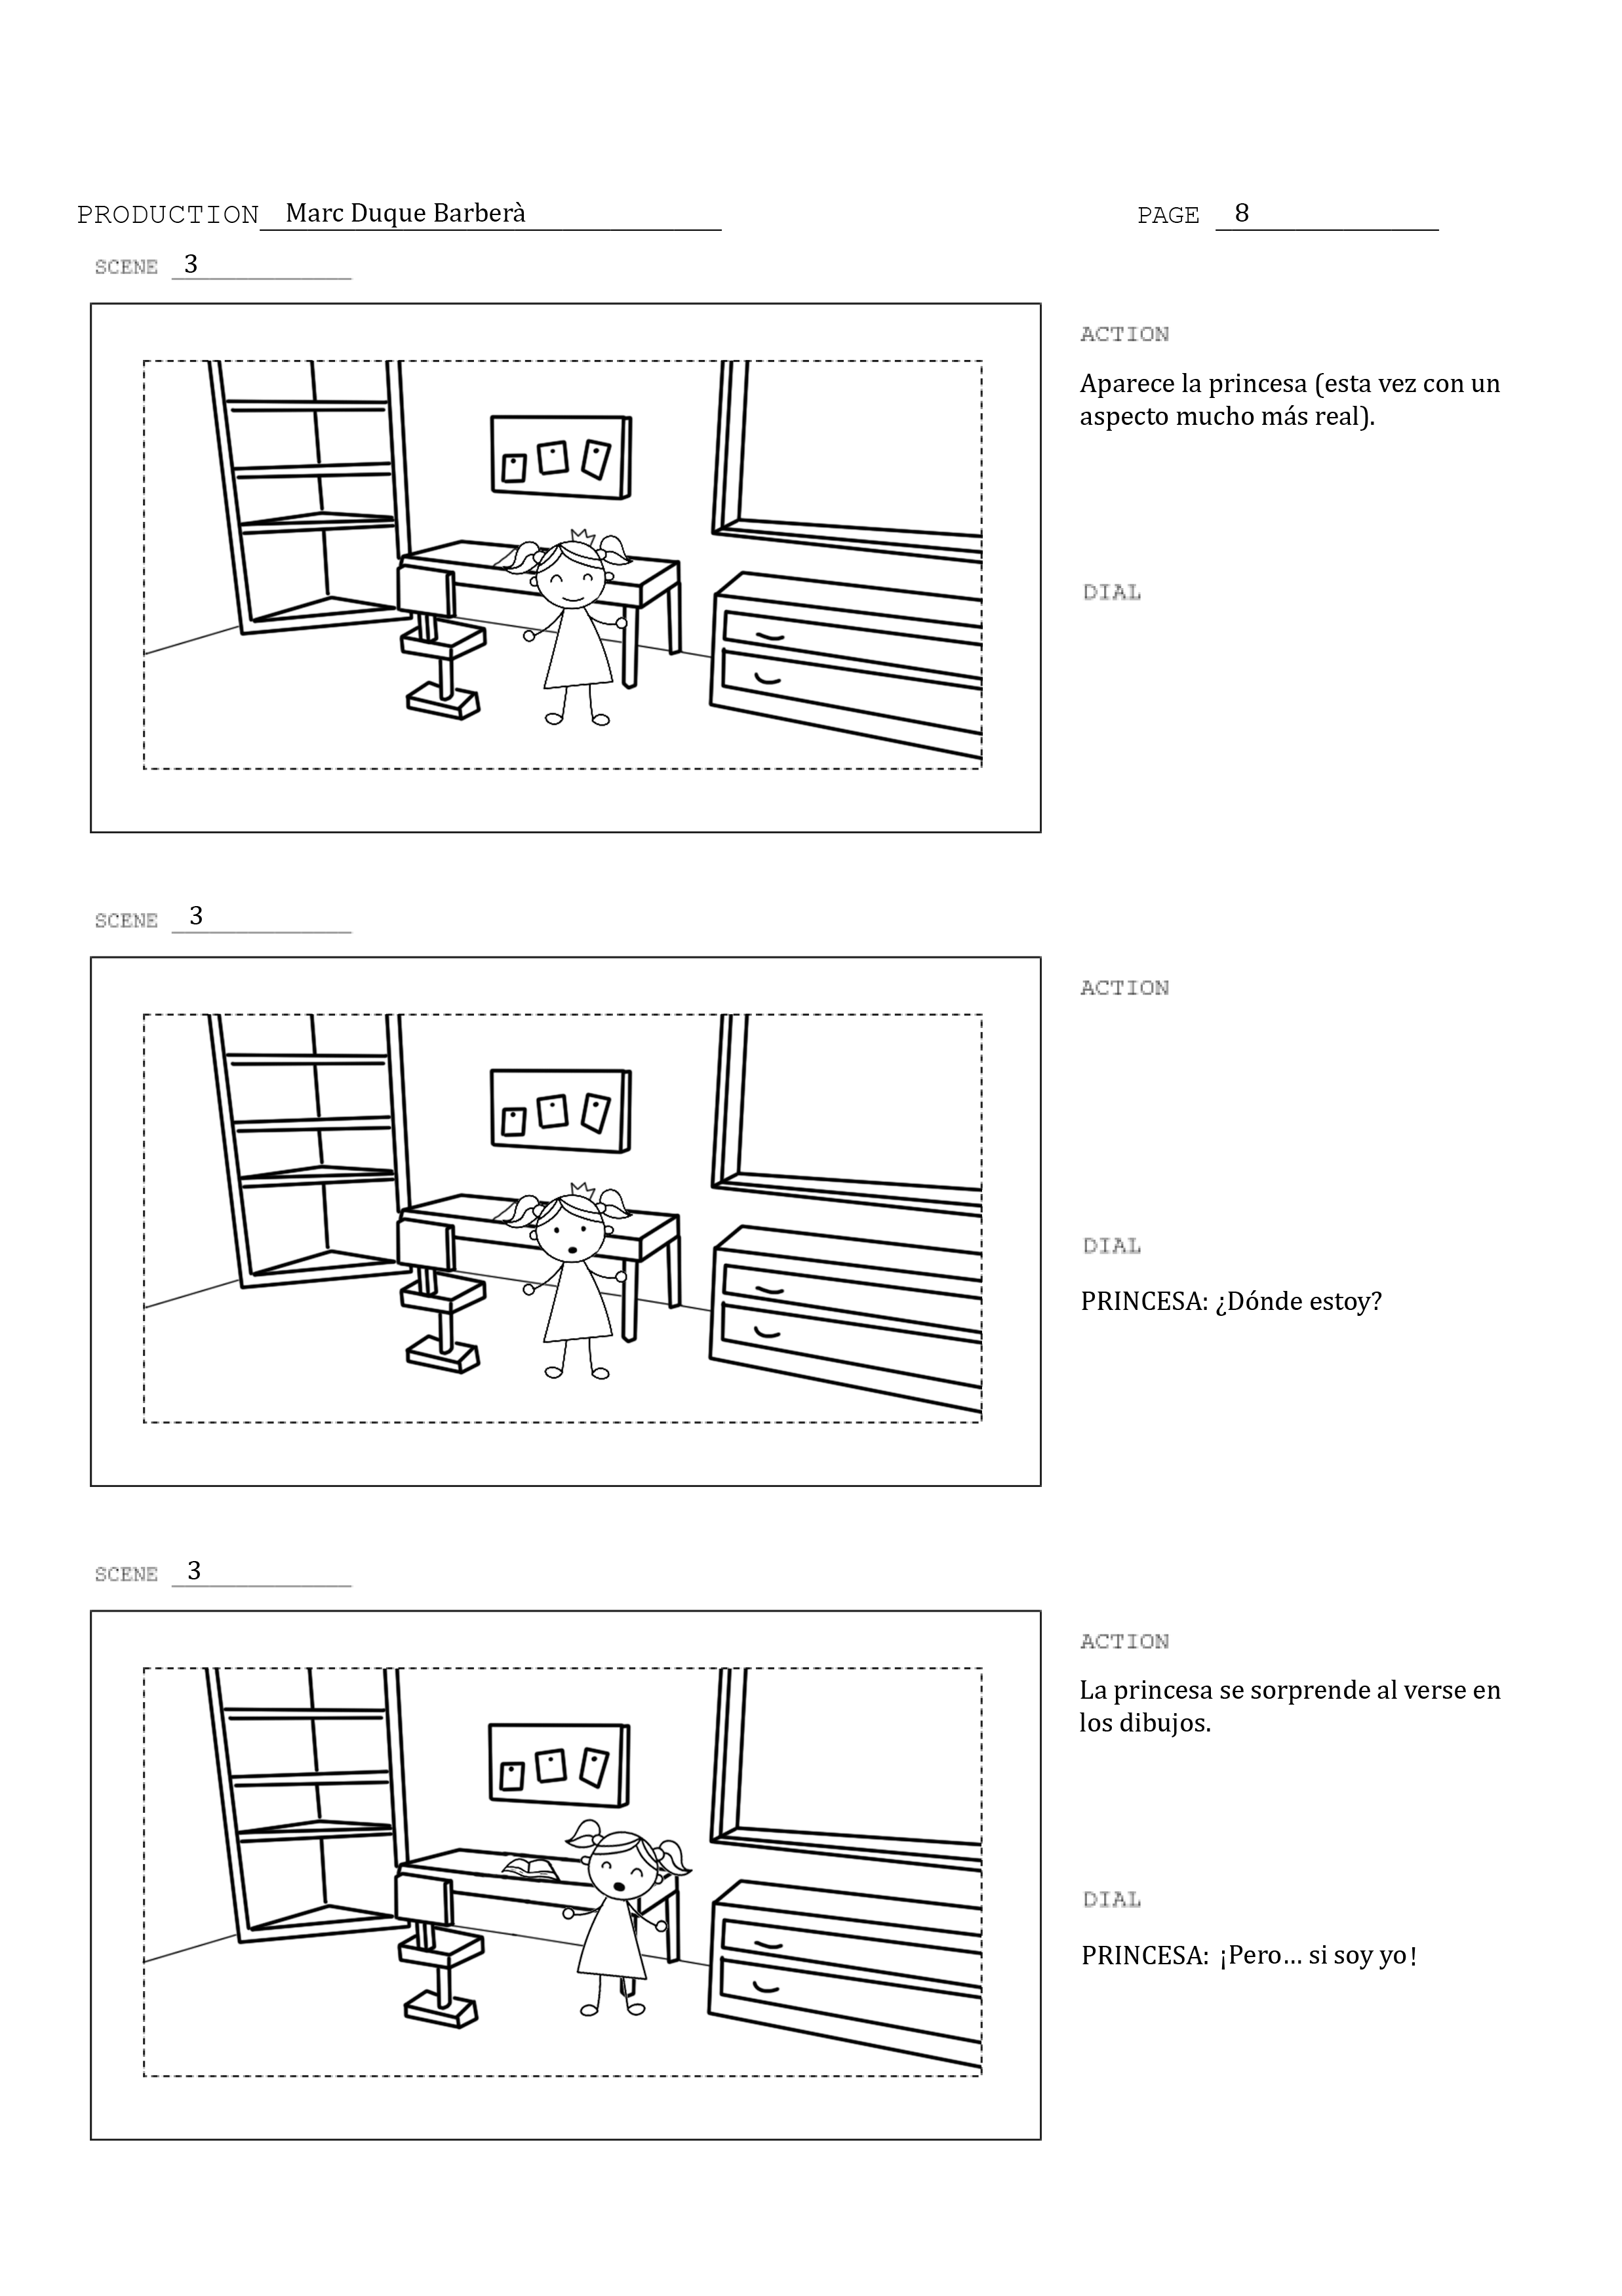 PRODUCTION Marc Duque Barberà
PAGE 8
SCENE 3
ACTION
Aparece la princesa (esta vez con un
aspecto mucho más real).
DIAL
SCENE 3
ACTION
DIAL
PRINCESA: ¿Dónde estoy?
SCENE 3
ACTION
La princesa se sorprende al verse en
los dibujos.
DIAL
PRINCESA: ¡Pero... si soy yo!